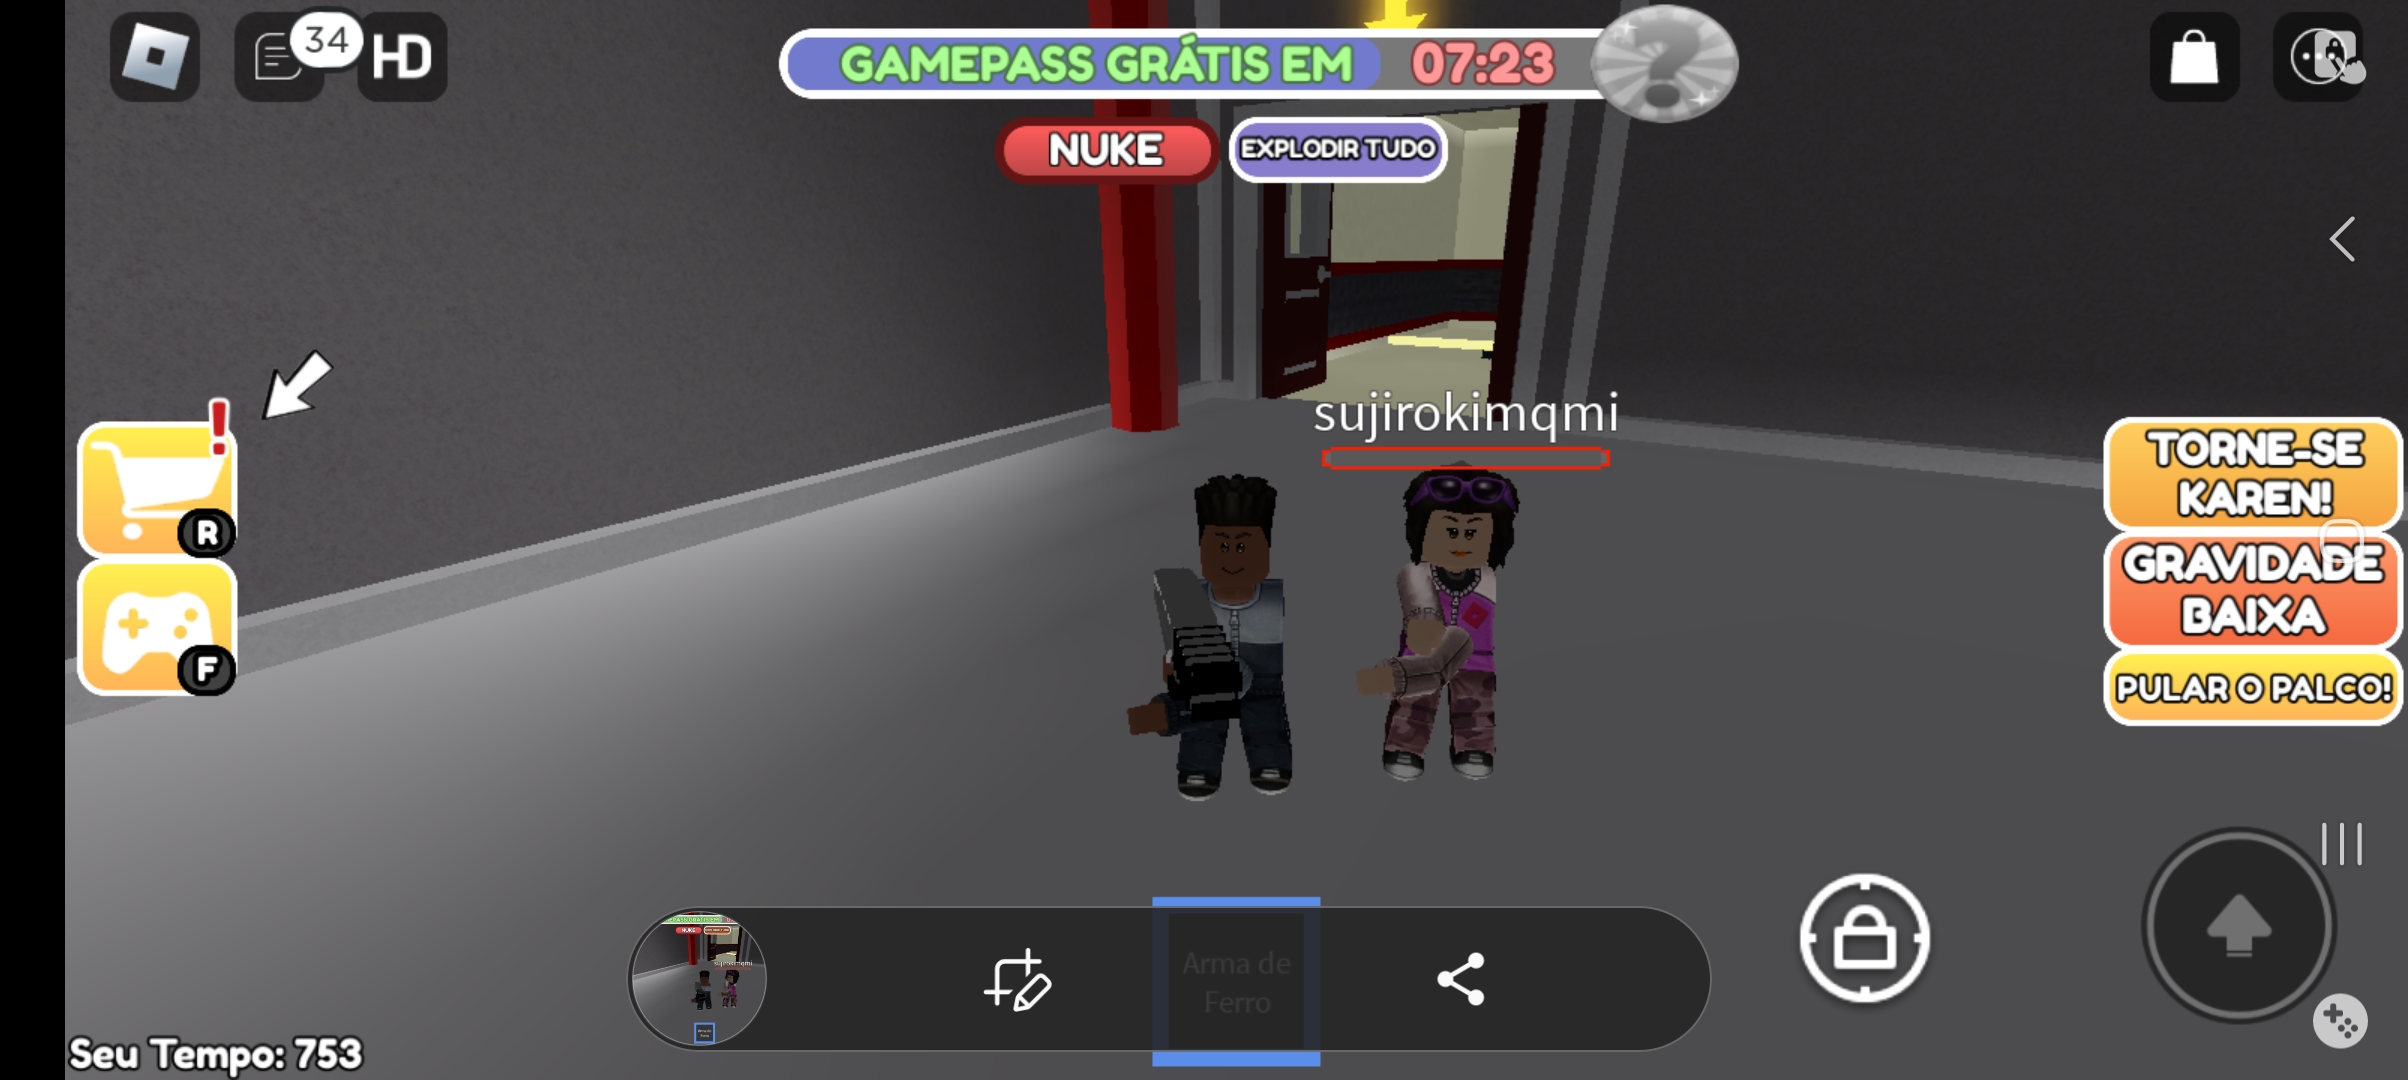 34
HD
GAMEPASS GRÁTIS EM 07:23
?
NUKE
EXPLODIR TUDO
sujirokimqmi
!
R
F
TORNE-SE
KAREN!
GRAVIDADE
BAIXA
PULAR O PALCO!
Arma de
Ferro
Seu Tempo: 753